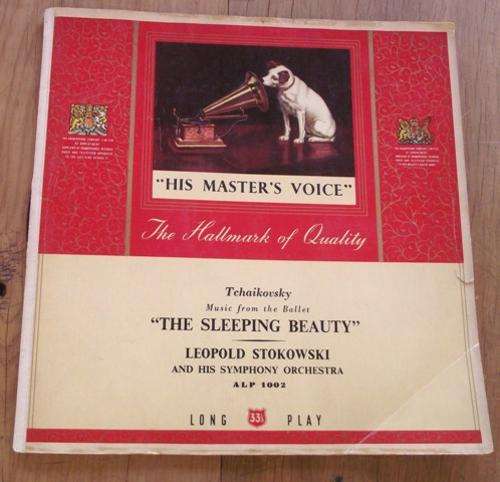 "HIS MASTER'S VOICE"
The Hallmark of Quality
Tchaikovsky
Music from the Ballet
"THE SLEEPING BEAUTY"
LEOPOLD STOKOWSKI
AND HIS SYMPHONY ORCHESTRA
ALP 1002
LONG 33⅓ PLAY